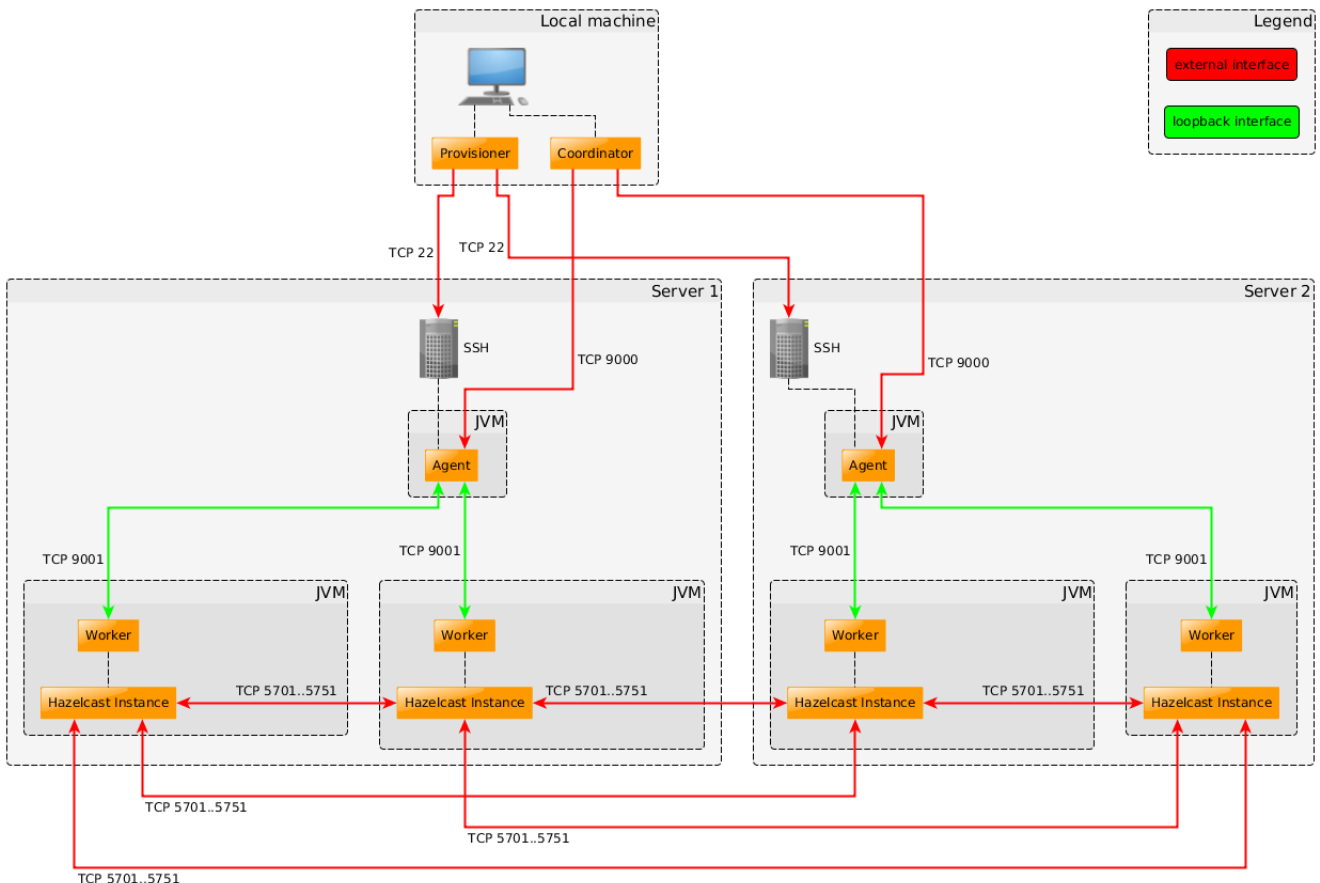 Local machine
Legend
external interface
loopback interface
Provisioner
Coordinator
TCP 22
TCP 22
Server 1
Server 2
SSH
SSH
TCP 9000
TCP 9000
JVM
JVM
Agent
Agent
TCP 9001
TCP 9001
TCP 9001
TCP 9001
JVM
JVM
JVM
JVM
Worker
Worker
Worker
Worker
TCP 5701..5751
TCP 5701..5751
TCP 5701..5751
Hazelcast Instance
Hazelcast Instance
Hazelcast Instance
Hazelcast Instance
TCP 5701..5751
TCP 5701..5751
TCP 5701..5751